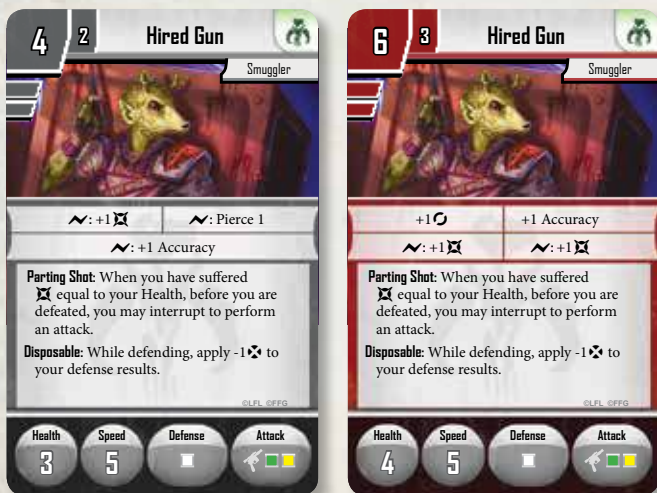 4 2 Hired Gun
Smuggler
: +1
: Pierce 1
: +1 Accuracy
Parting Shot: When you have suffered
equal to your Health, before you are
defeated, you may interrupt to perform
an attack.
Disposable: While defending, apply -1 to
your defense results.
©LFL ©FFG
Health Speed Defense Attack
3 5
6 3 Hired Gun
Smuggler
+1
+1 Accuracy
: +1
: +1
Parting Shot: When you have suffered
equal to your Health, before you are
defeated, you may interrupt to perform
an attack.
Disposable: While defending, apply -1 to
your defense results.
©LFL ©FFG
Health Speed Defense Attack
4 5